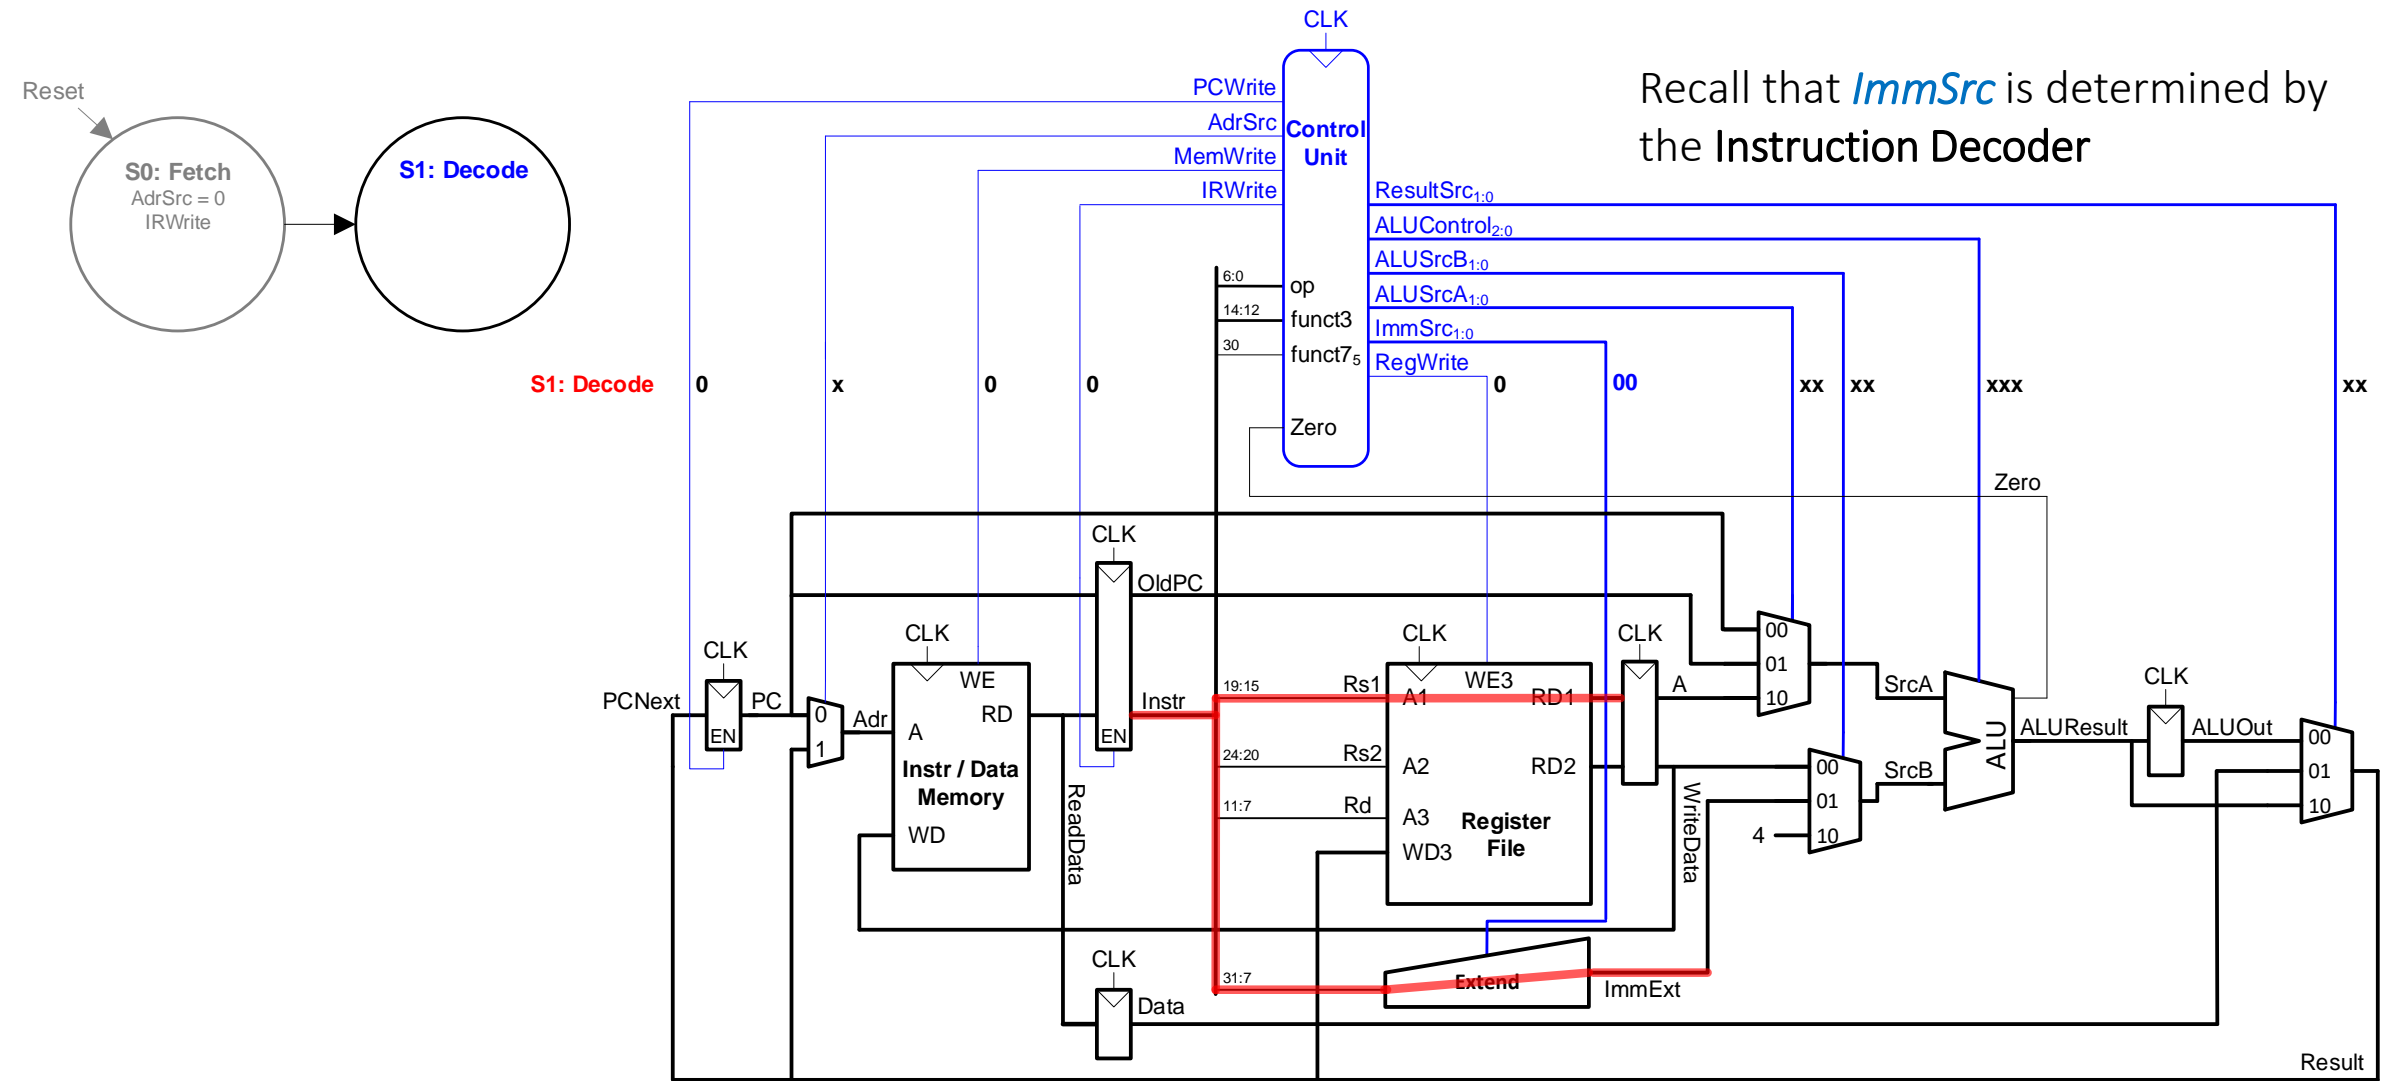 CLK
Reset
PCWrite
Recall that ImmSrc is determined by
the Instruction Decoder
AdrSrc
Control
Unit
MemWrite
IRWrite
S0: Fetch
AdrSrc = 0
IRWrite
S1: Decode
ResultSrc1:0
ALUControl2:0
ALUSrcB1:0
ALUSrcA1:0
ImmSrc1:0
RegWrite
6:0
op
14:12
funct3
30
funct75
Zero
S1: Decode
0
x
0
0
0
00
xx
xx
xxx
xx
Zero
CLK
OldPC
CLK
CLK
CLK
CLK
CLK
PCNext
EN
PC
0
1
Adr
WE
RD
A
Instr / Data
Memory
WD
ReadData
EN
Instr
19:15
Rs1
A1
WE3
RD1
24:20
Rs2
A2
RD2
11:7
Rd
A3
WD3
Register
File
A
WriteData
00
01
10
SrcA
00
01
10
4
SrcB
ALU
ALUResult
CLK
ALUOut
00
01
10
31:7
Extend
ImmExt
CLK
Data
Result